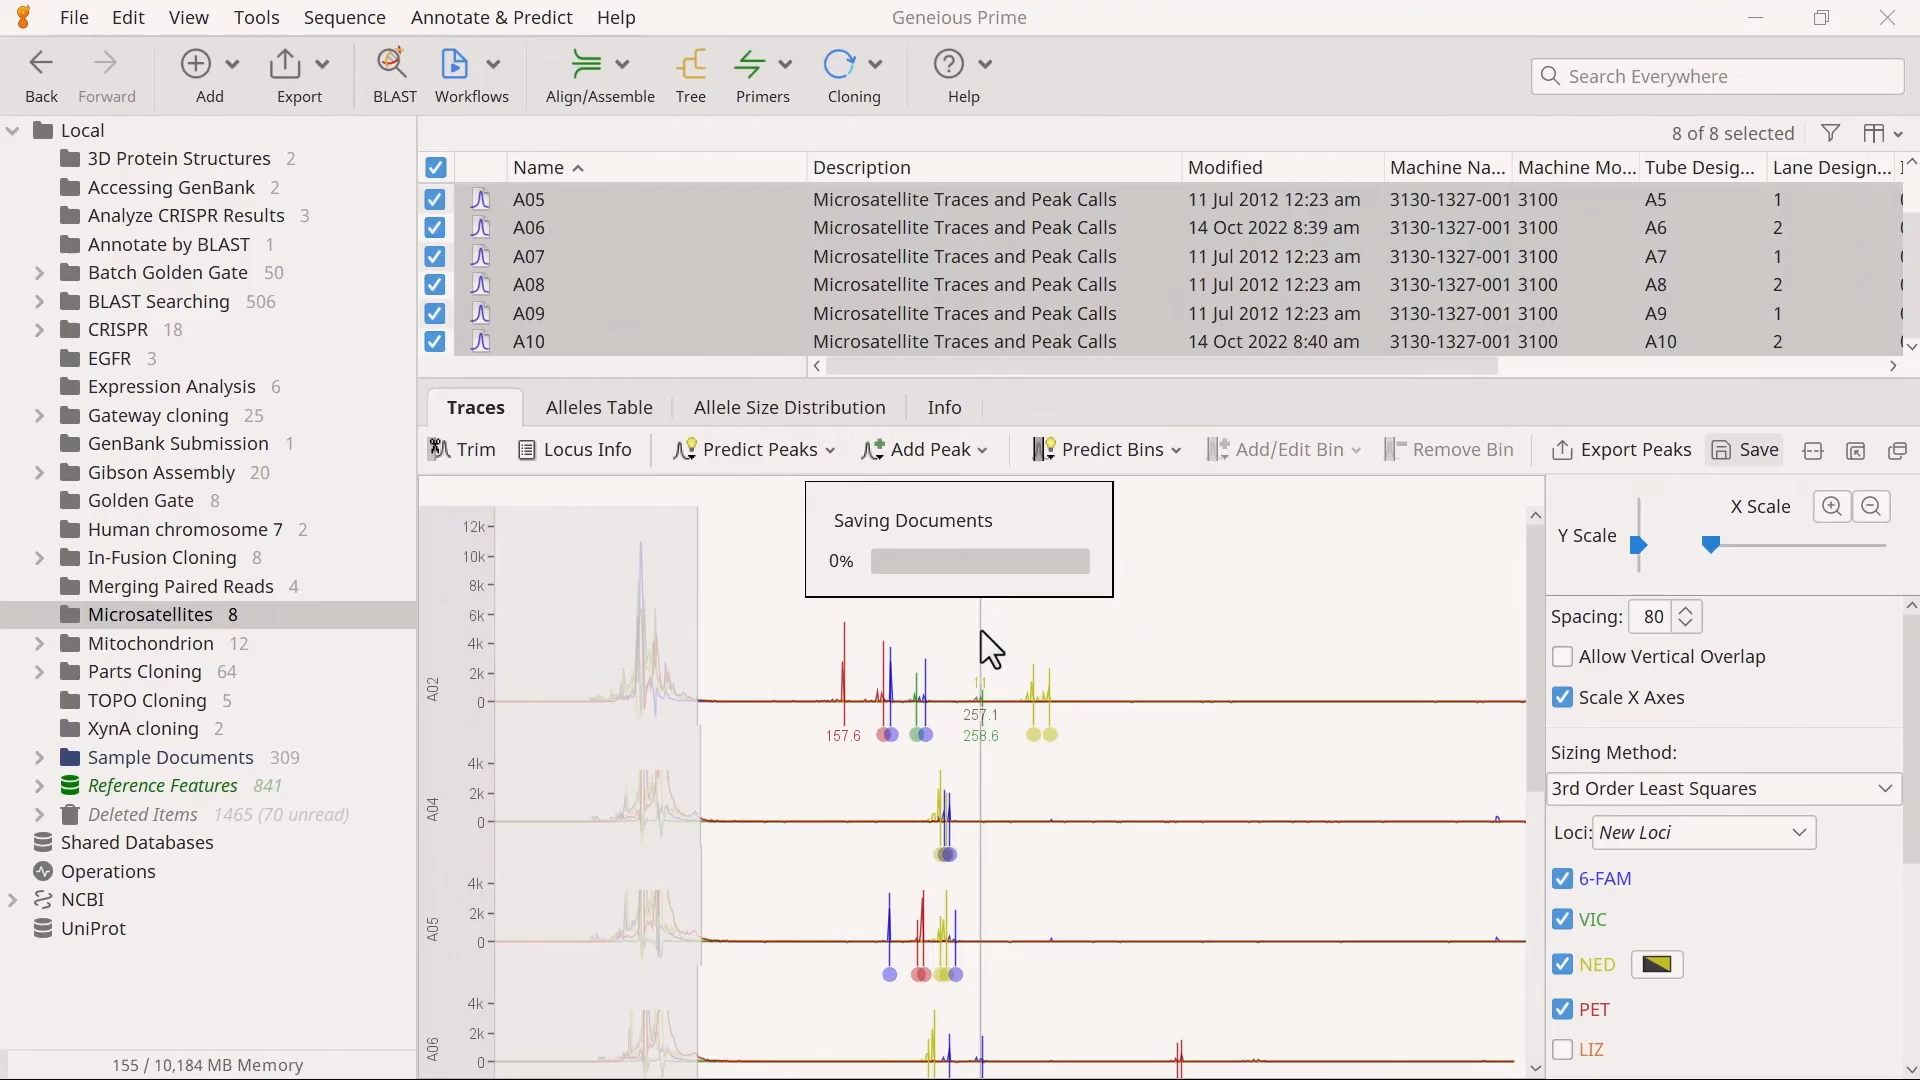 File Edit View Tools Sequence Annotate & Predict Help Geneious Prime
Back Forward Add Export BLAST Workflows Align/Assemble Tree Primers Cloning Help Search Everywhere
Local
3D Protein Structures 2
Accessing GenBank 2
Analyze CRISPR Results 3
Annotate by BLAST 1
Batch Golden Gate 50
BLAST Searching 506
CRISPR 18
EGFR 3
Expression Analysis 6
Gateway cloning 25
GenBank Submission 1
Gibson Assembly 20
Golden Gate 8
Human chromosome 7 2
In-Fusion Cloning 8
Merging Paired Reads 4
Microsatellites 8
Mitochondrion 12
Parts Cloning 64
TOPO Cloning 5
XynA cloning 2
Sample Documents 309
Reference Features 841
Deleted Items 1465 (70 unread)
Shared Databases
Operations
NCBI
UniProt
155 / 10,184 MB Memory
8 of 8 selected
Name Description Modified Machine Na... Machine Mo... Tube Desig... Lane Design...
A05 Microsatellite Traces and Peak Calls 11 Jul 2012 12:23 am 3130-1327-001 3100 A5 1
A06 Microsatellite Traces and Peak Calls 14 Oct 2022 8:39 am 3130-1327-001 3100 A6 2
A07 Microsatellite Traces and Peak Calls 11 Jul 2012 12:23 am 3130-1327-001 3100 A7 1
A08 Microsatellite Traces and Peak Calls 11 Jul 2012 12:23 am 3130-1327-001 3100 A8 2
A09 Microsatellite Traces and Peak Calls 11 Jul 2012 12:23 am 3130-1327-001 3100 A9 1
A10 Microsatellite Traces and Peak Calls 14 Oct 2022 8:40 am 3130-1327-001 3100 A10 2
Traces Alleles Table Allele Size Distribution Info
Trim Locus Info Predict Peaks Add Peak Predict Bins Add/Edit Bin Remove Bin Export Peaks Save
Saving Documents
0%
12k
10k
8k
6k
4k
2k
0
A02
257.1
157.6 258.6
4k
2k
0
A04
4k
2k
0
A05
4k
2k
0
A06
X Scale
Y Scale
Spacing: 80
Allow Vertical Overlap
Scale X Axes
Sizing Method:
3rd Order Least Squares
Loci: New Loci
6-FAM
VIC
NED
PET
LIZ